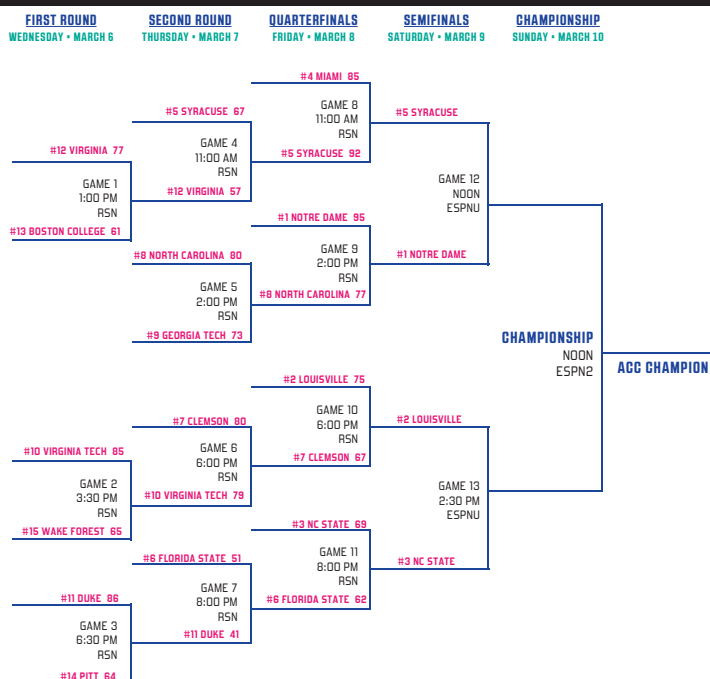 FIRST ROUND
WEDNESDAY • MARCH 6
SECOND ROUND
THURSDAY • MARCH 7
QUARTERFINALS
FRIDAY • MARCH 8
SEMIFINALS
SATURDAY • MARCH 9
CHAMPIONSHIP
SUNDAY • MARCH 10
#12 VIRGINIA 77
GAME 1
1:00 PM
RSN
#13 BOSTON COLLEGE 61
#10 VIRGINIA TECH 85
GAME 2
3:30 PM
RSN
#15 WAKE FOREST 65
#11 DUKE 86
GAME 3
6:30 PM
RSN
#14 PITT 64
#5 SYRACUSE 67
GAME 4
11:00 AM
RSN
#12 VIRGINIA 57
#8 NORTH CAROLINA 80
GAME 5
2:00 PM
RSN
#9 GEORGIA TECH 73
#7 CLEMSON 80
GAME 6
6:00 PM
RSN
#10 VIRGINIA TECH 79
#6 FLORIDA STATE 51
GAME 7
8:00 PM
RSN
#11 DUKE 41
#4 MIAMI 85
GAME 8
11:00 AM
RSN
#5 SYRACUSE 92
#1 NOTRE DAME 95
GAME 9
2:00 PM
RSN
#8 NORTH CAROLINA 77
#2 LOUISVILLE 75
GAME 10
6:00 PM
RSN
#7 CLEMSON 67
#3 NC STATE 69
GAME 11
8:00 PM
RSN
#6 FLORIDA STATE 62
#5 SYRACUSE
GAME 12
NOON
ESPNU
#1 NOTRE DAME
#2 LOUISVILLE
GAME 13
2:30 PM
ESPNU
#3 NC STATE
CHAMPIONSHIP
NOON
ESPN2
ACC CHAMPION